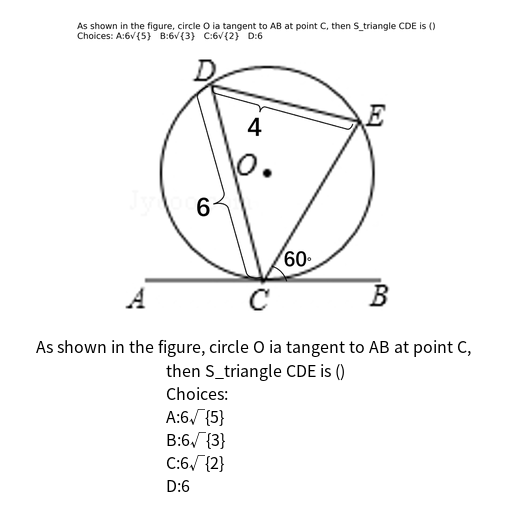 As shown in the figure, circle O ia tangent to AB at point C, then S_triangle CDE is ()
Choices: A:6√{5} B:6√{3} C:6√{2} D:6
D
E
4
O
6
60°
A
C
B
As shown in the figure, circle O ia tangent to AB at point C,
then S_triangle CDE is ()
Choices:
A:6√{5}
B:6√{3}
C:6√{2}
D:6